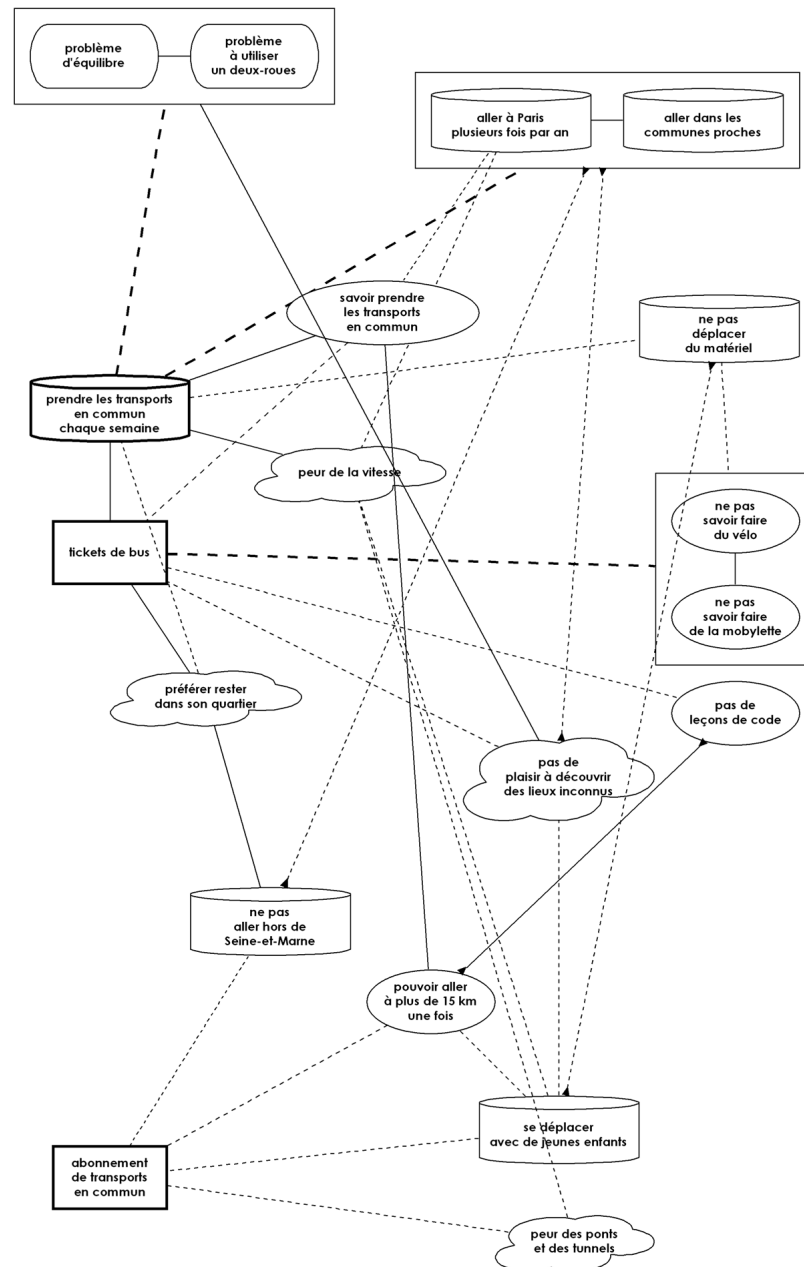 problème
d'équilibre
problème
à utiliser
un deux-roues
aller à Paris
plusieurs fois par an
aller dans les
communes proches
savoir prendre
les transports
en commun
ne pas
déplacer
du matériel
prendre les transports
en commun
chaque semaine
peur de la vitesse
ne pas
savoir faire
du vélo
tickets de bus
ne pas
savoir faire
de la mobylette
préférer rester
dans son quartier
pas de
leçons de code
pas de
plaisir à découvrir
des lieux inconnus
ne pas
aller hors de
Seine-et-Marne
pouvoir aller
à plus de 15 km
une fois
se déplacer
avec de jeunes enfants
abonnement
de transports
en commun
peur des ponts
et des tunnels